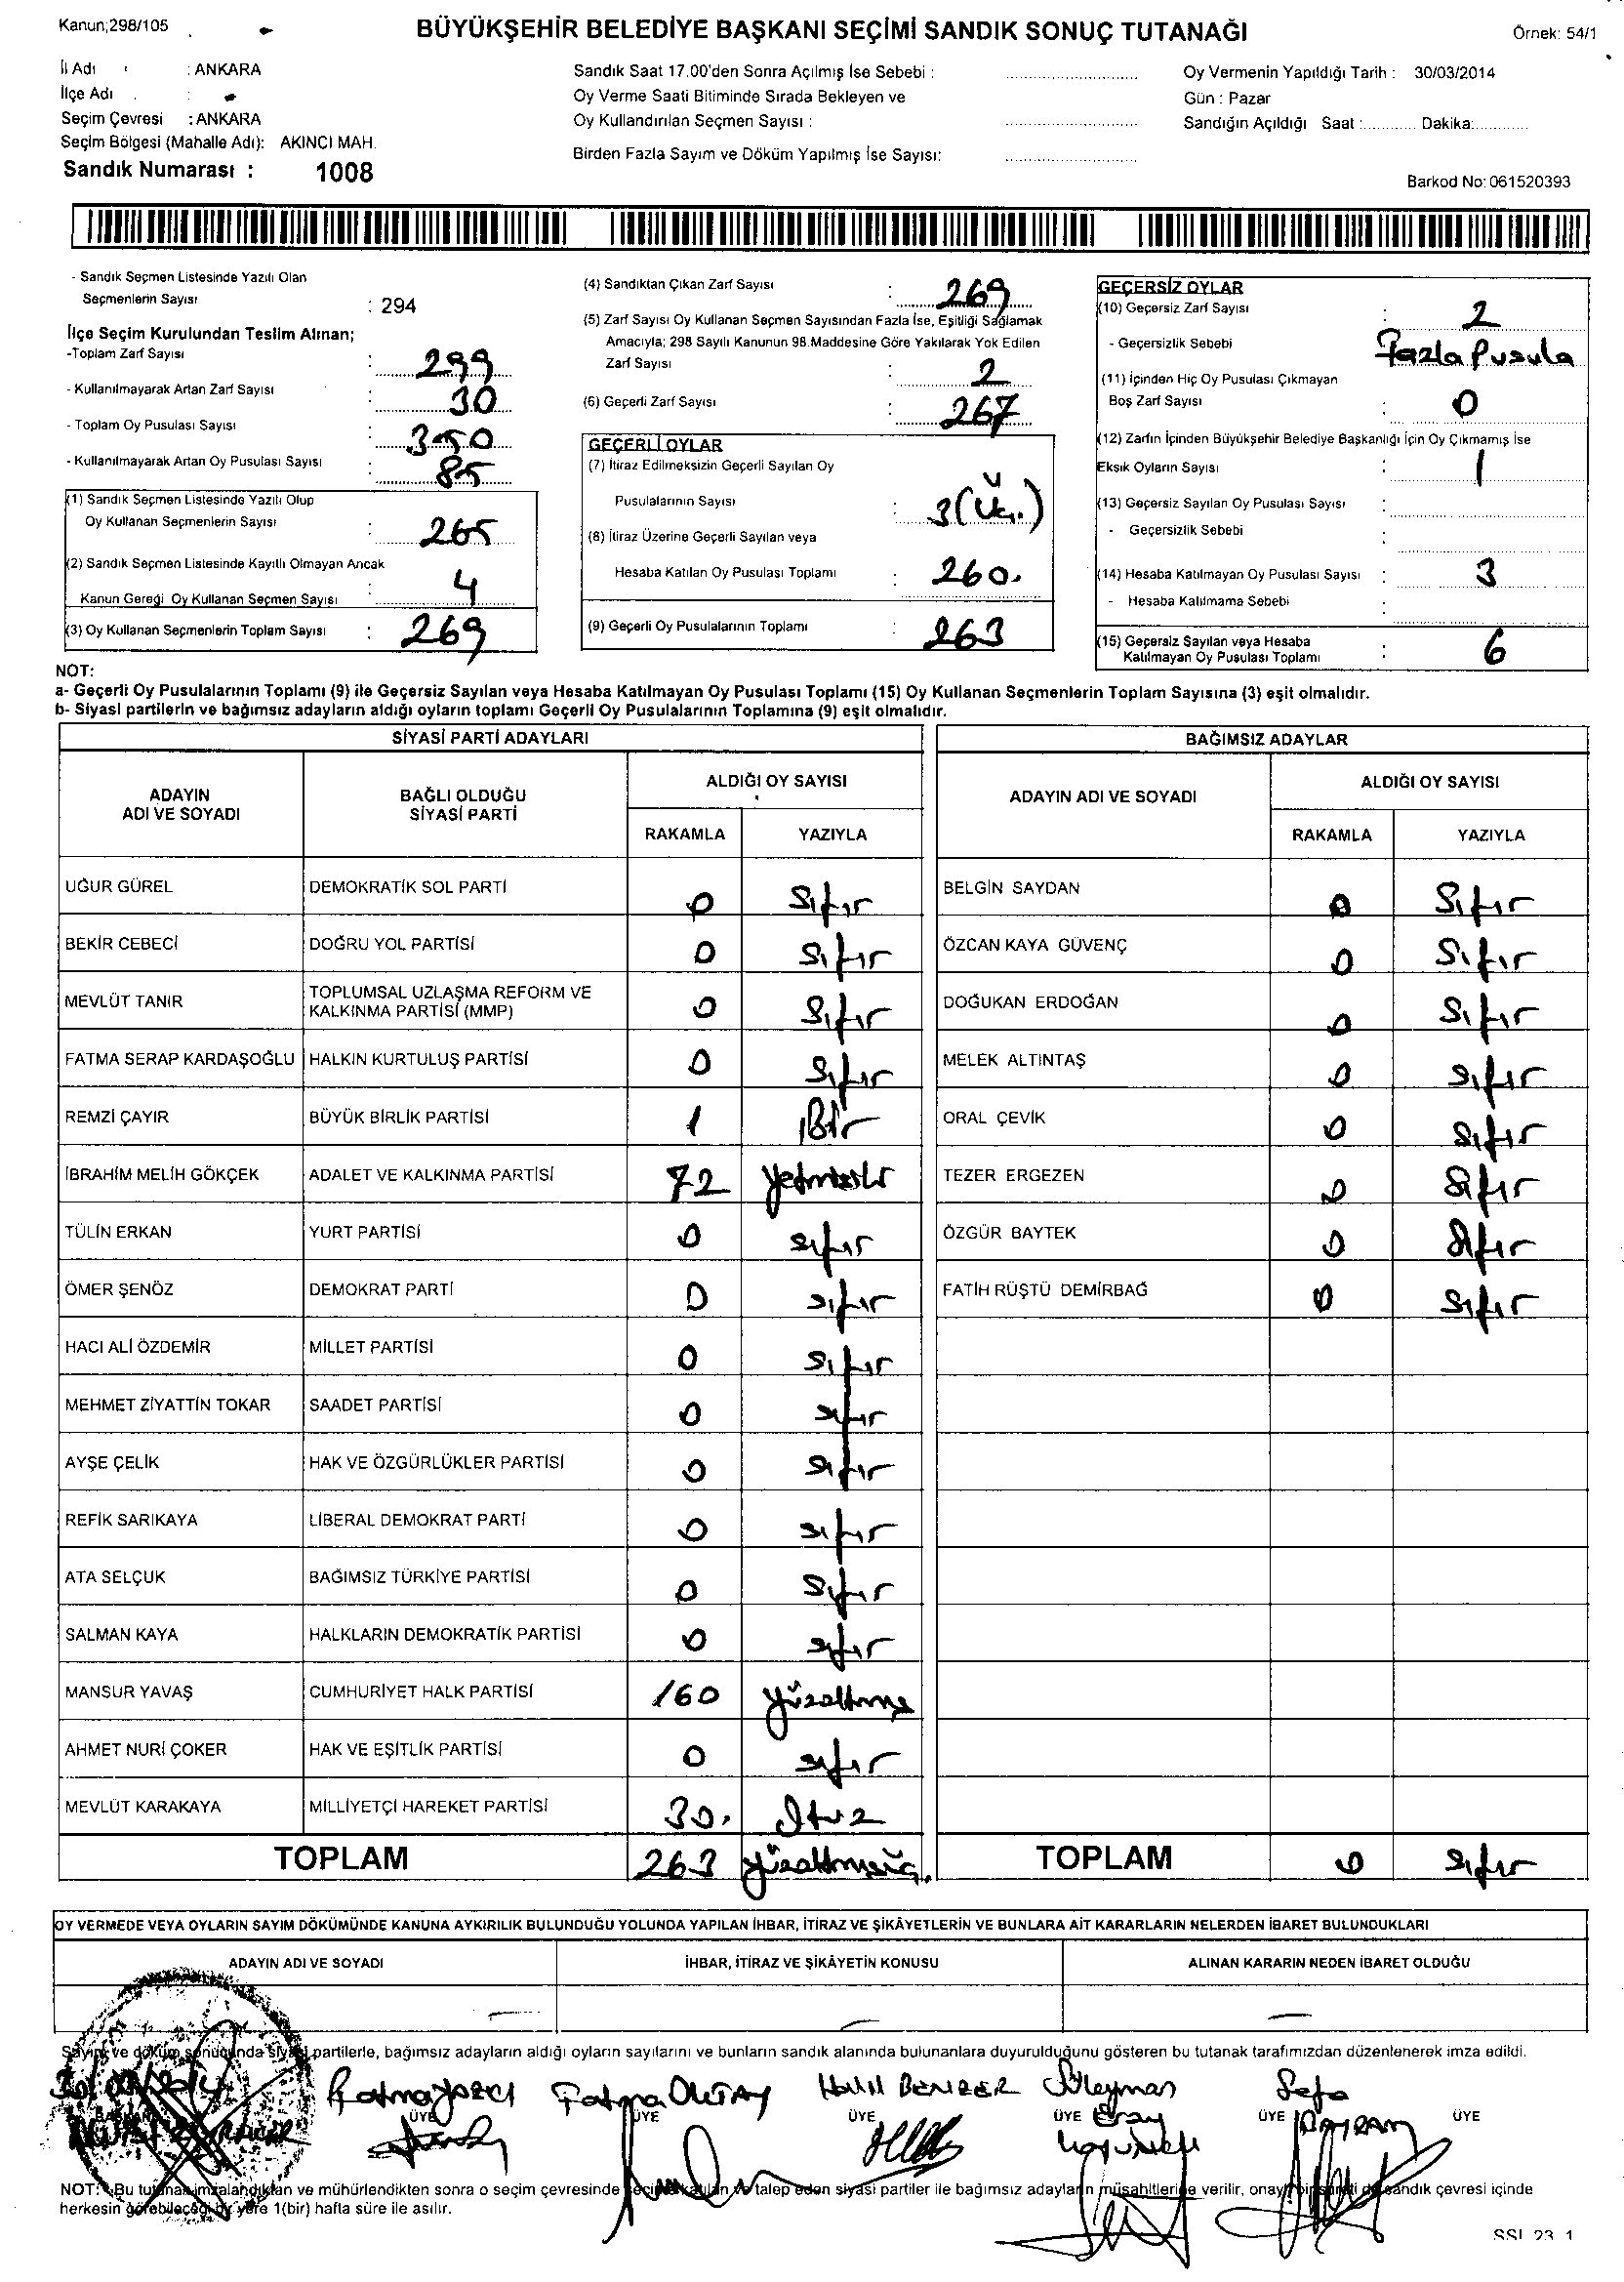 Kanun;298/105
BÜYÜKŞEHİR BELEDİYE BAŞKANI SEÇİMİ SANDIK SONUÇ TUTANAĞI
Örnek: 54/1
İl Adı : ANKARA
İlçe Adı :
Seçim Çevresi : ANKARA
Seçim Bölgesi (Mahalle Adı): AKINCI MAH.
Sandık Numarası : 1008
Sandık Saat 17.00'den Sonra Açılmış İse Sebebi :
Oy Verme Saati Bitiminde Sırada Bekleyen ve
Oy Kullandırılan Seçmen Sayısı :
Birden Fazla Sayım ve Döküm Yapılmış İse Sayısı:
Oy Vermenin Yapıldığı Tarih : 30/03/2014
Gün : Pazar
Sandığın Açıldığı Saat : Dakika:
Barkod No: 061520393
- Sandık Seçmen Listesinde Yazılı Olan
Seçmenlerin Sayısı : 294
İlçe Seçim Kurulundan Teslim Alınan;
-Toplam Zarf Sayısı : 299
- Kullanılmayarak Artan Zarf Sayısı : 30
- Toplam Oy Pusulası Sayısı : 350
- Kullanılmayarak Artan Oy Pusulası Sayısı : 85
(1) Sandık Seçmen Listesinde Yazılı Olup
Oy Kullanan Seçmenlerin Sayısı : 265
(2) Sandık Seçmen Listesinde Kayıtlı Olmayan Ancak
Kanun Gereği Oy Kullanan Seçmen Sayısı : 4
(3) Oy Kullanan Seçmenlerin Toplam Sayısı : 269
(4) Sandıktan Çıkan Zarf Sayısı : 269
(5) Zarf Sayısı Oy Kullanan Seçmen Sayısından Fazla İse, Eşitliği Sağlamak
Amacıyla; 298 Sayılı Kanunun 98.Maddesine Göre Yakılarak Yok Edilen
Zarf Sayısı : 2
(6) Geçerli Zarf Sayısı : 267
GEÇERLİ OYLAR
(7) İtiraz Edilmeksizin Geçerli Sayılan Oy
Pusulalarının Sayısı : 3 (Üç.)
(8) İtiraz Üzerine Geçerli Sayılan veya
Hesaba Katılan Oy Pusulası Toplamı : 260.
(9) Geçerli Oy Pusulalarının Toplamı : 263
GEÇERSİZ OYLAR
(10) Geçersiz Zarf Sayısı : 2
- Geçersizlik Sebebi : Fazla Pusula
(11) İçinden Hiç Oy Pusulası Çıkmayan
Boş Zarf Sayısı : 0
(12) Zarfın İçinden Büyükşehir Belediye Başkanlığı İçin Oy Çıkmamış İse
Eksik Oyların Sayısı : 1
(13) Geçersiz Sayılan Oy Pusulası Sayısı :
- Geçersizlik Sebebi :
(14) Hesaba Katılmayan Oy Pusulası Sayısı : 3
- Hesaba Katılmama Sebebi :
(15) Geçersiz Sayılan veya Hesaba
Katılmayan Oy Pusulası Toplamı : 6
NOT:
a- Geçerli Oy Pusulalarının Toplamı (9) ile Geçersiz Sayılan veya Hesaba Katılmayan Oy Pusulası Toplamı (15) Oy Kullanan Seçmenlerin Toplam Sayısına (3) eşit olmalıdır.
b- Siyasi partilerin ve bağımsız adayların aldığı oyların toplamı Geçerli Oy Pusulalarının Toplamına (9) eşit olmalıdır.
SİYASİ PARTİ ADAYLARI
ADAYIN ADI VE SOYADI
BAĞLI OLDUĞU SİYASİ PARTİ
ALDIĞI OY SAYISI
RAKAMLA YAZIYLA
UĞUR GÜREL DEMOKRATİK SOL PARTİ 0 Sıfır
BEKİR CEBECİ DOĞRU YOL PARTİSİ 0 Sıfır
MEVLÜT TANIR TOPLUMSAL UZLAŞMA REFORM VE KALKINMA PARTİSİ (MMP) 0 Sıfır
FATMA SERAP KARDAŞOĞLU HALKIN KURTULUŞ PARTİSİ 0 Sıfır
REMZİ ÇAYIR BÜYÜK BİRLİK PARTİSİ 1 Bir
İBRAHİM MELİH GÖKÇEK ADALET VE KALKINMA PARTİSİ 72 Yetmişiki
TÜLİN ERKAN YURT PARTİSİ 0 sıfır
ÖMER ŞENÖZ DEMOKRAT PARTİ 0 sıfır
HACI ALİ ÖZDEMİR MİLLET PARTİSİ 0 sıfır
MEHMET ZİYATTİN TOKAR SAADET PARTİSİ 0 sıfır
AYŞE ÇELİK HAK VE ÖZGÜRLÜKLER PARTİSİ 0 sıfır
REFİK SARIKAYA LİBERAL DEMOKRAT PARTİ 0 sıfır
ATA SELÇUK BAĞIMSIZ TÜRKİYE PARTİSİ 0 sıfır
SALMAN KAYA HALKLARIN DEMOKRATİK PARTİSİ 0 sıfır
MANSUR YAVAŞ CUMHURİYET HALK PARTİSİ 160 yüzaltmış
AHMET NURİ ÇOKER HAK VE EŞİTLİK PARTİSİ 0 sıfır
MEVLÜT KARAKAYA MİLLİYETÇİ HAREKET PARTİSİ 30. Otuz
TOPLAM 263
BAĞIMSIZ ADAYLAR
ADAYIN ADI VE SOYADI
ALDIĞI OY SAYISI
RAKAMLA YAZIYLA
BELGİN SAYDAN 0 Sıfır
ÖZCAN KAYA GÜVENÇ 0 Sıfır
DOĞUKAN ERDOĞAN 0 Sıfır
MELEK ALTINTAŞ 0 sıfır
ORAL ÇEVİK 0 sıfır
TEZER ERGEZEN 0 Sıfır
ÖZGÜR BAYTEK 0 Sıfır
FATİH RÜŞTÜ DEMİRBAĞ 0 Sıfır
TOPLAM 0 sıfır
OY VERMEDE VEYA OYLARIN SAYIM DÖKÜMÜNDE KANUNA AYKIRILIK BULUNDUĞU YOLUNDA YAPILAN İHBAR, İTİRAZ VE ŞİKÂYETLERİN VE BUNLARA AİT KARARLARIN NELERDEN İBARET BULUNDUKLARI
ADAYIN ADI VE SOYADI İHBAR, İTİRAZ VE ŞİKÂYETİN KONUSU ALINAN KARARIN NEDEN İBARET OLDUĞU
Sayım ve döküm sonucunda siyasi partilerle, bağımsız adayların aldığı oyların sayılarını ve bunların sandık alanında bulunanlara duyurulduğunu gösteren bu tutanak tarafımızdan düzenlenerek imza edildi.
Fatma Yazıcı Fatma OLTAY Halil BENZER Süleyman Sefa
BAŞKAN ÜYE ÜYE ÜYE ÜYE Eray ÜYE BAYRAM ÜYE
NOT: Bu tutanak imzalandıktan ve mühürlendikten sonra o seçim çevresinde seçime katılan ve talep eden siyasi partiler ile bağımsız adayların müşahitlerine verilir, onaylı bir sureti de sandık çevresi içinde
herkesin görebileceği bir yere 1(bir) hafta süre ile asılır.